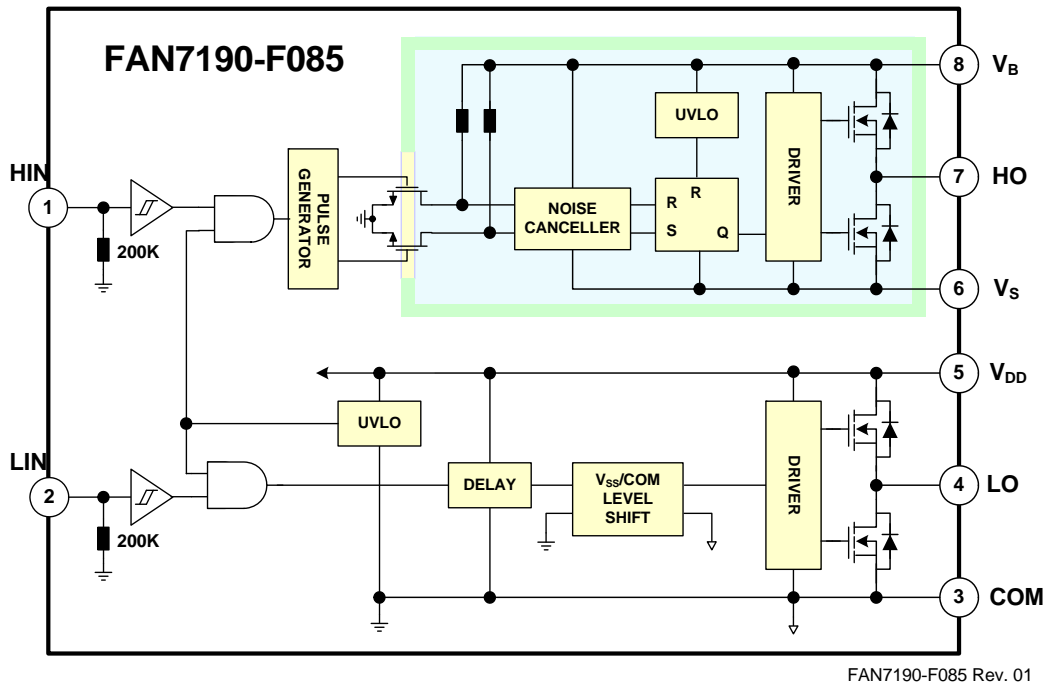 FAN7190-F085
8 VB
UVLO
HIN
1
PULSE
GENERATOR
DRIVER
7 HO
NOISE
CANCELLER
R
R
S
Q
200K
6 VS
5 VDD
UVLO
LIN
2
DELAY
VSS/COM
LEVEL
SHIFT
DRIVER
4 LO
200K
3 COM
FAN7190-F085 Rev. 01